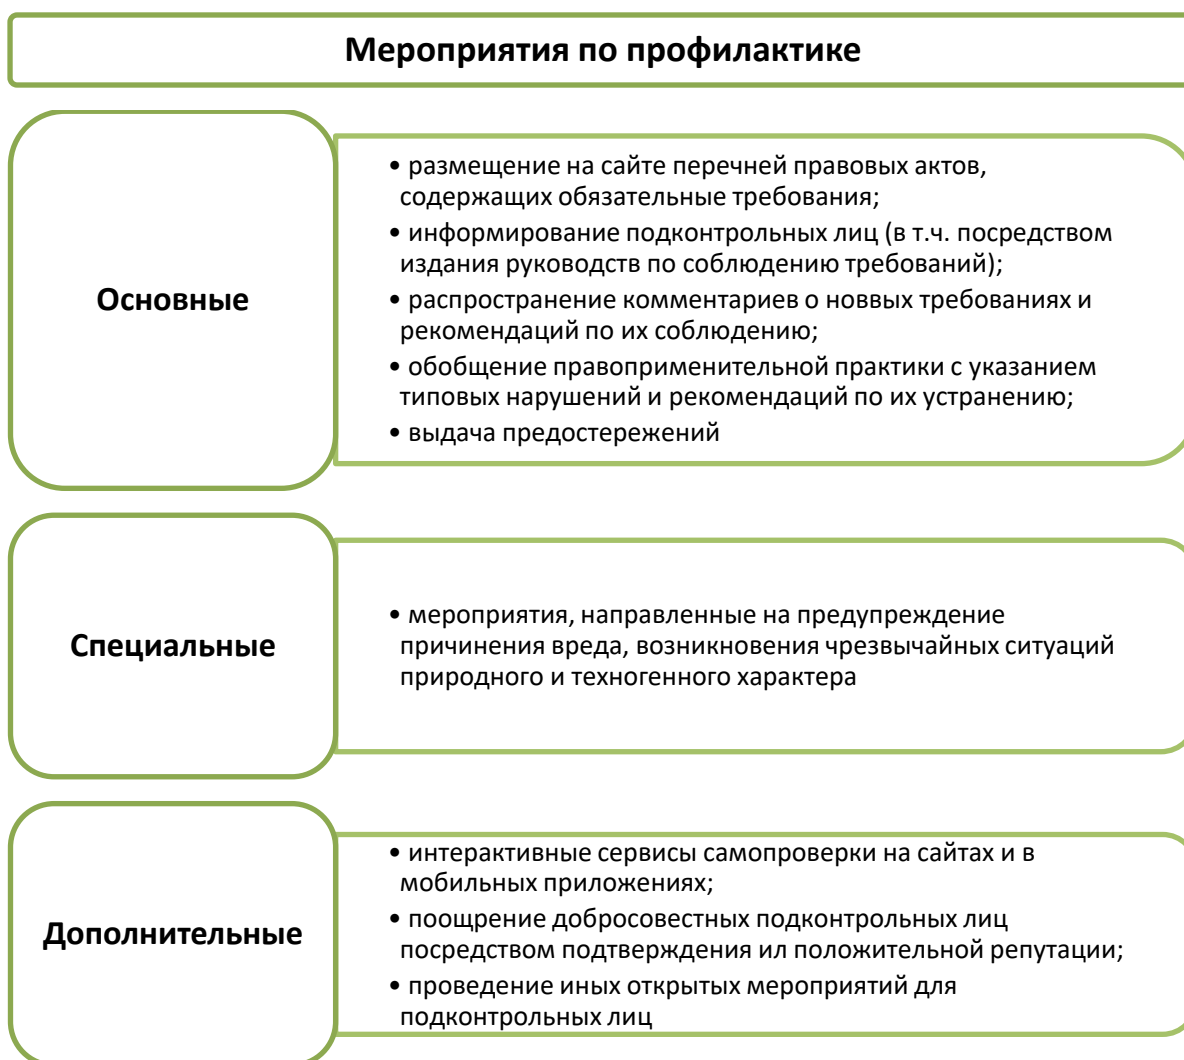 Мероприятия по профилактике
Основные
• размещение на сайте перечней правовых актов,
содержащих обязательные требования;
• информирование подконтрольных лиц (в т.ч. посредством
издания руководств по соблюдению требований);
• распространение комментариев оноввых требованиях и
рекомендаций по их соблюдению;
• обобщение правоприменительной практики с указанием
типовых нарушений и рекомендаций по их устранению;
• выдача предостережений
Специальные
• мероприятия, направленные на предупреждение
причинения вреда, возникновения чрезвычайных ситуаций
природного и техногенного характера
Дополнительные
• интерактивные сервисы самопроверки на сайтах и в
мобильных приложениях;
• поощрение добросовестных подконтрольных лиц
посредством подтверждения ил положительной репутации;
• проведение иных открытых мероприятий для
подконтрольных лиц